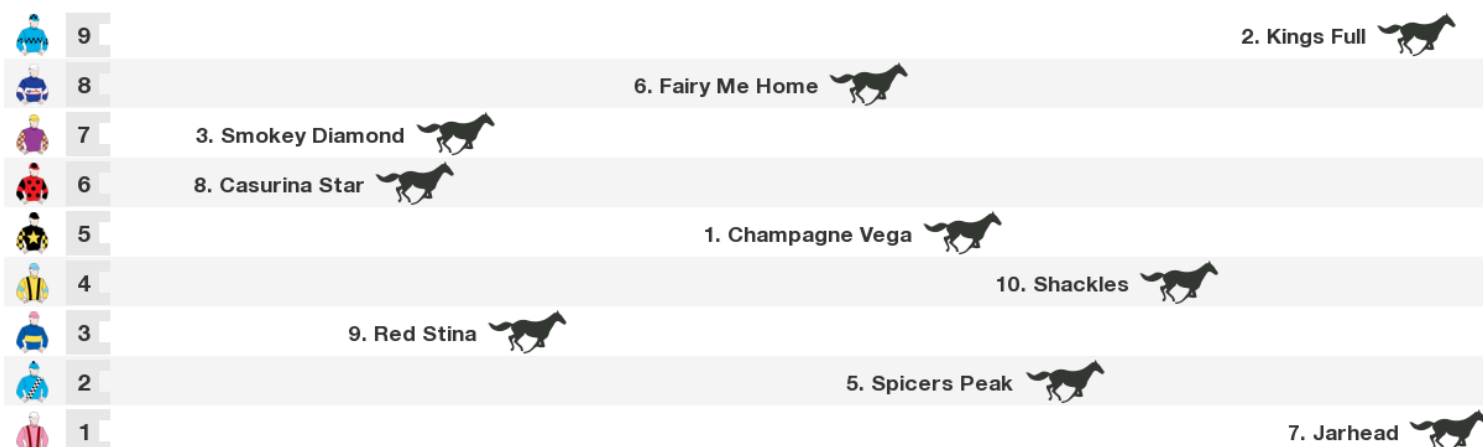 9 2. Kings Full
8 6. Fairy Me Home
7 3. Smokey Diamond
6 8. Casurina Star
5 1. Champagne Vega
4 10. Shackles
3 9. Red Stina
2 5. Spicers Peak
1 7. Jarhead